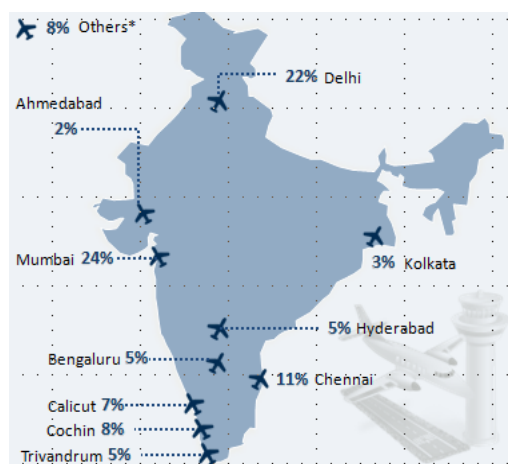 8% Others*
22% Delhi
Ahmedabad
2%
Mumbai 24%
3% Kolkata
5% Hyderabad
Bengaluru 5%
11% Chennai
Calicut 7%
Cochin 8%
Trivandrum 5%